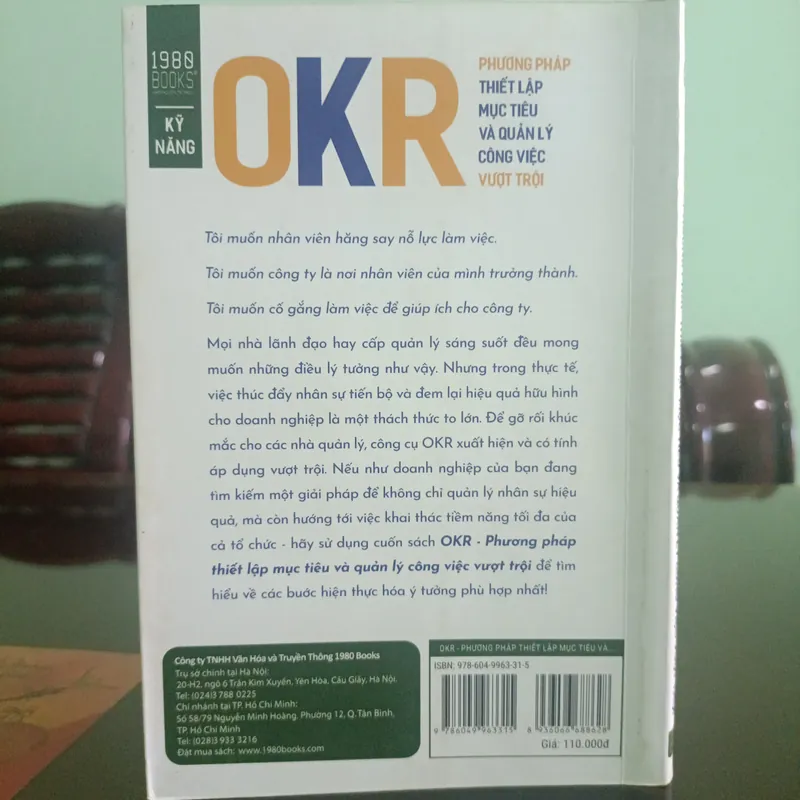 1980
BOOKS
KỸ
NĂNG
OKR
PHƯƠNG PHÁP
THIẾT LẬP
MỤC TIÊU
VÀ QUẢN LÝ
CÔNG VIỆC
VƯỢT TRỘI
Tôi muốn nhân viên hăng say nỗ lực làm việc.
Tôi muốn công ty là nơi nhân viên của mình trưởng thành.
Tôi muốn cố gắng làm việc để giúp ích cho công ty.
Mọi nhà lãnh đạo hay cấp quản lý sáng suốt đều mong
muốn những điều lý tưởng như vậy. Nhưng trong thực tế,
việc thúc đẩy nhân sự tiến bộ và đem lại hiệu quả hữu hình
cho doanh nghiệp là một thách thức to lớn. Để gỡ rối khúc
mắc cho các nhà quản lý, công cụ OKR xuất hiện và có tính
áp dụng vượt trội. Nếu như doanh nghiệp của bạn đang
tìm kiếm một giải pháp để không chỉ quản lý nhân sự hiệu
quả, mà còn hướng tới việc khai thác tiềm năng tối đa của
cả tổ chức - hãy sử dụng cuốn sách OKR - Phương pháp
thiết lập mục tiêu và quản lý công việc vượt trội để tìm
hiểu về các bước hiện thực hóa ý tưởng phù hợp nhất!
Công ty TNHH Văn Hóa và Truyền Thông 1980 Books
Trụ sở chính tại Hà Nội:
20-H2, ngõ 6 Trần Kim Xuyến, Yên Hòa, Cầu Giấy, Hà Nội.
Tel: (024)3 788 0225
Chi nhánh tại TP. Hồ Chí Minh:
Số 58/79 Nguyễn Minh Hoàng, Phường 12, Q.Tân Bình,
TP. Hồ Chí Minh
Tel: (028)3 933 3216
Đặt mua sách: www.1980books.com
OKR - PHƯƠNG PHÁP THIẾT LẬP MỤC TIÊU VÀ...
ISBN: 978-604-9963-31-5
9 786049 963315
8 936066 688628
Giá: 110.000đ